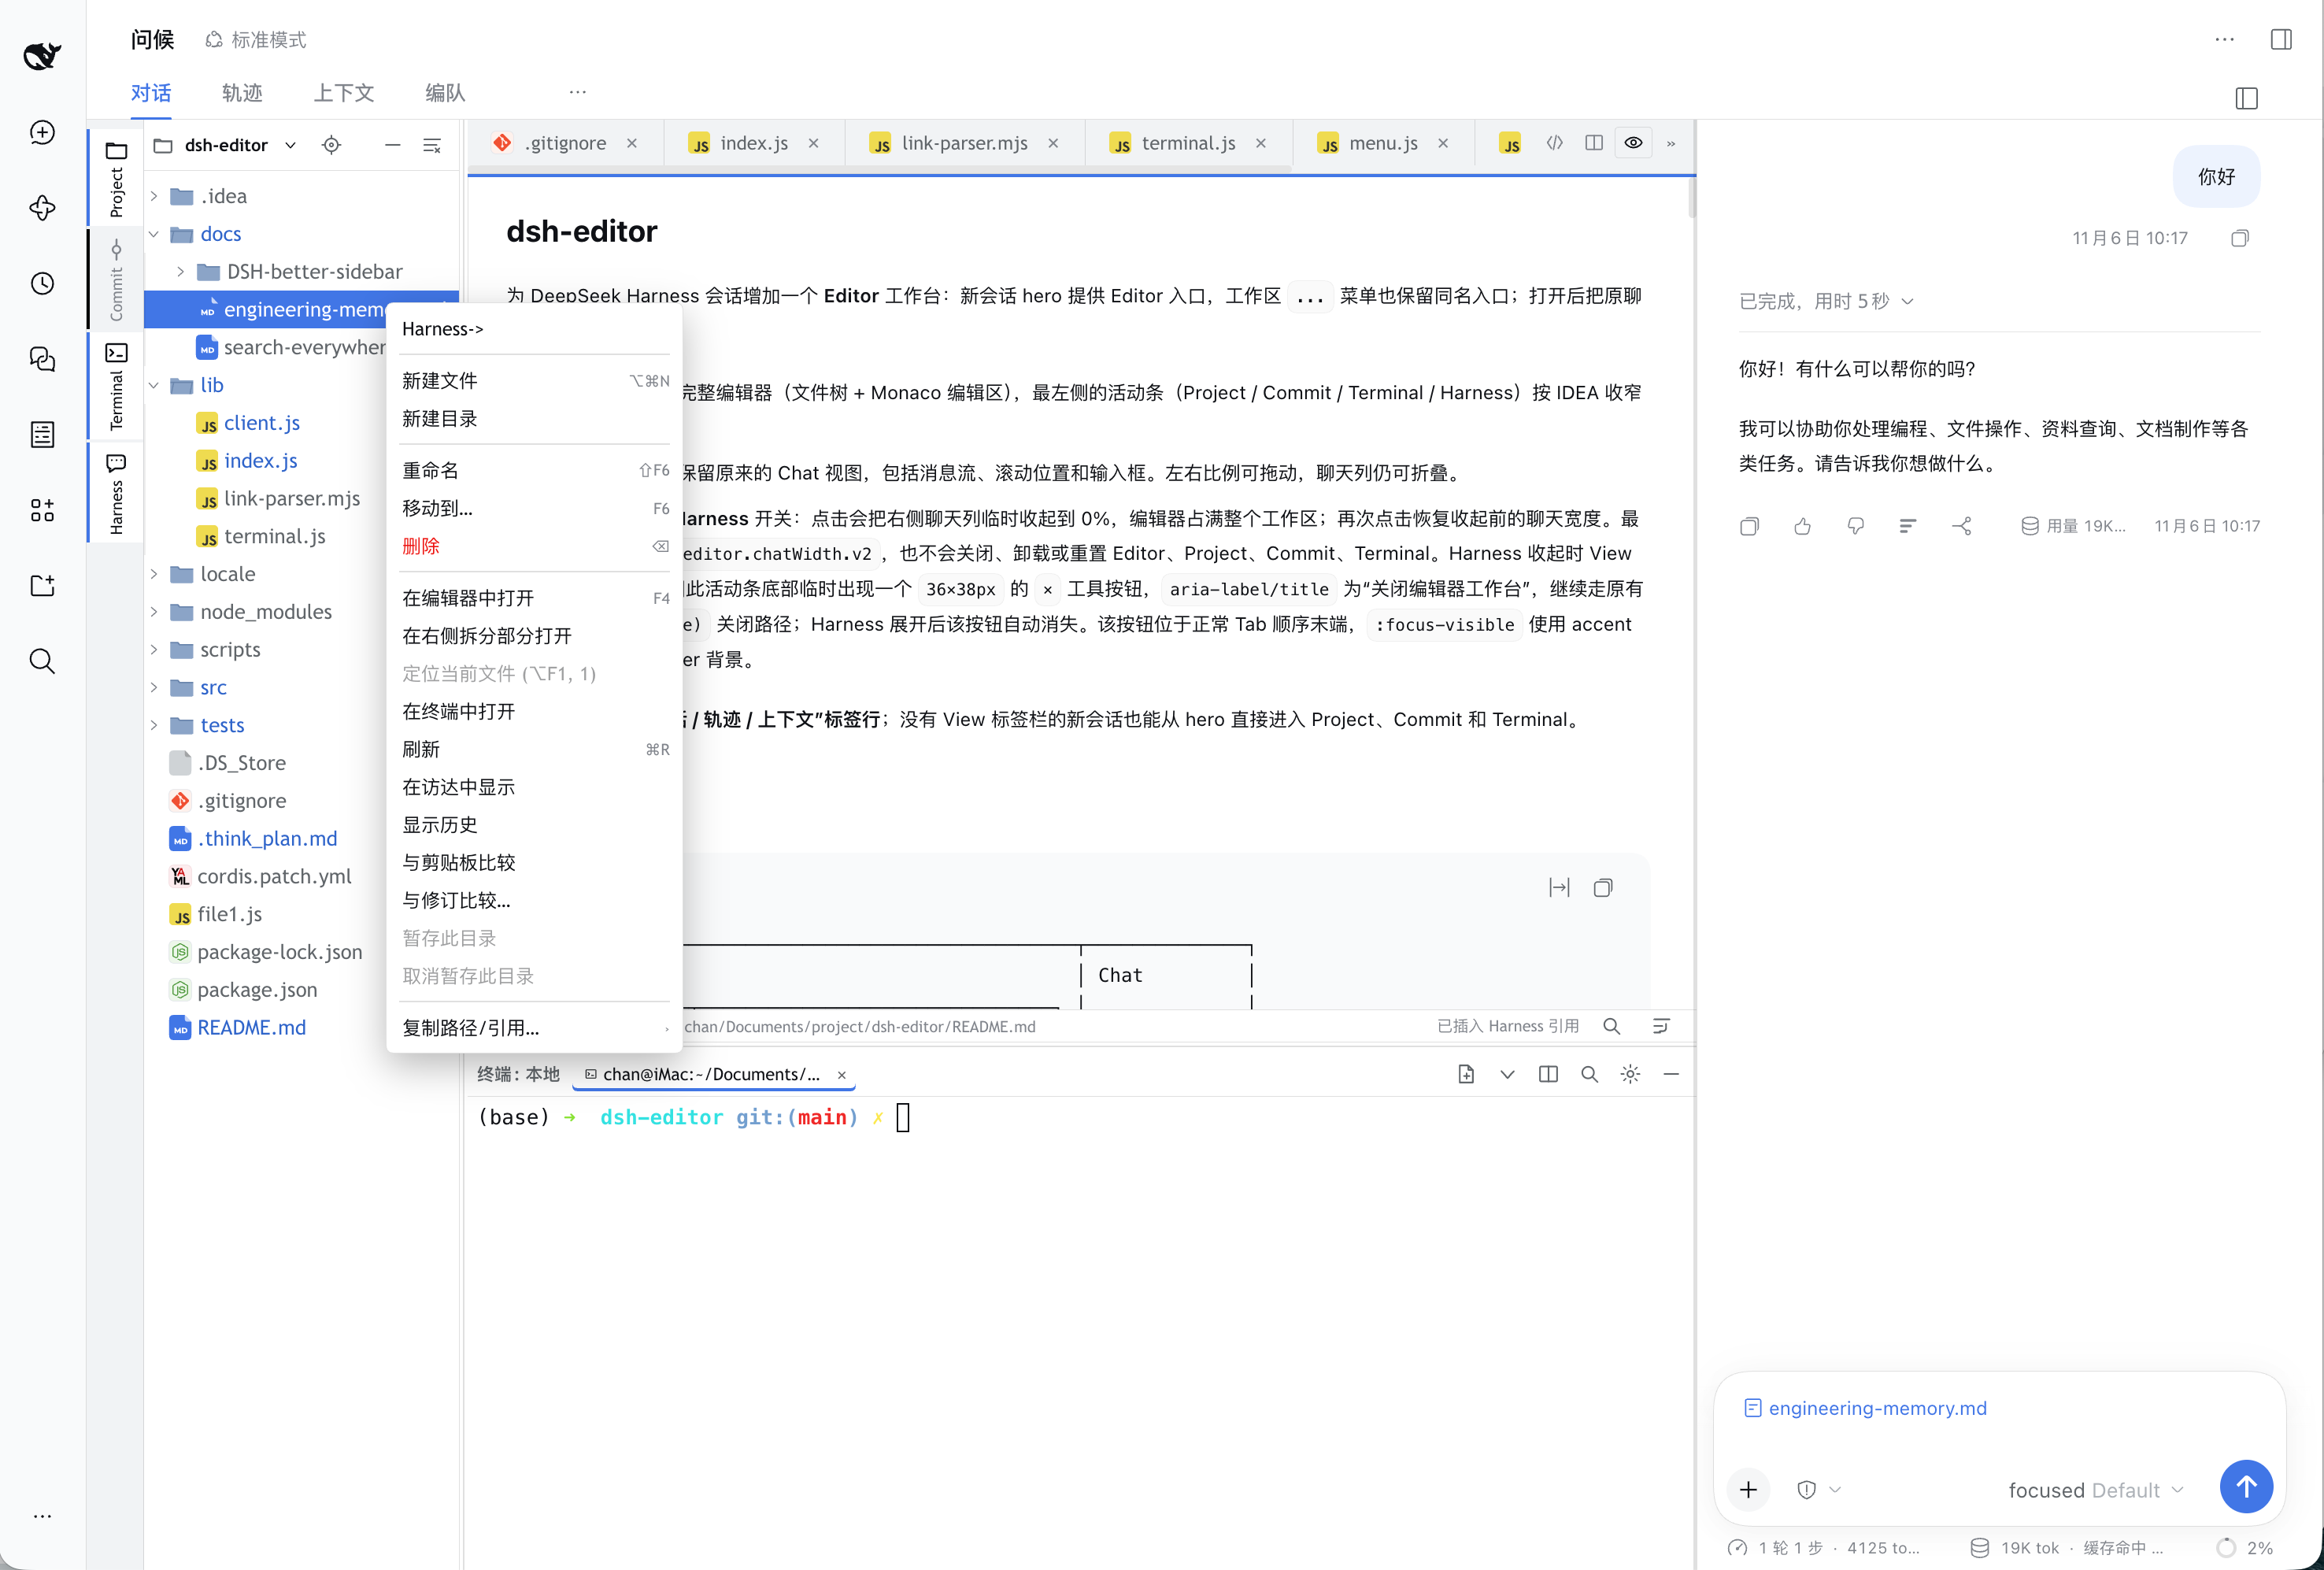 问候 标准模式
对话 轨迹 上下文 编队 ...
Project
Commit
Terminal
Harness
dsh-editor
.idea
docs
DSH-better-sidebar
engineering-mem
search-everywher
lib
client.js
index.js
link-parser.mjs
terminal.js
locale
node_modules
scripts
src
tests
.DS_Store
.gitignore
.think_plan.md
cordis.patch.yml
file1.js
package-lock.json
package.json
README.md
Harness->
新建文件 ⌥⌘N
新建目录
重命名 ⇧F6
移动到... F6
删除 ⌫
在编辑器中打开 F4
在右侧拆分部分打开
定位当前文件 (⌥F1, 1)
在终端中打开
刷新 ⌘R
在访达中显示
显示历史
与剪贴板比较
与修订比较...
暂存此目录
取消暂存此目录
复制路径/引用... ›
.gitignore × index.js × link-parser.mjs × terminal.js × menu.js × JS »
dsh-editor
为 DeepSeek Harness 会话增加一个 Editor 工作台：新会话 hero 提供 Editor 入口，工作区 ... 菜单也保留同名入口；打开后把原聊
完整编辑器（文件树 + Monaco 编辑区），最左侧的活动条（Project / Commit / Terminal / Harness）按 IDEA 收窄
保留原来的 Chat 视图，包括消息流、滚动位置和输入框。左右比例可拖动，聊天列仍可折叠。
arness 开关：点击会把右侧聊天列临时收起到 0%，编辑器占满整个工作区；再次点击恢复收起前的聊天宽度。最
editor.chatWidth.v2 ，也不会关闭、卸载或重置 Editor、Project、Commit、Terminal。Harness 收起时 View
此活动条底部临时出现一个 36×38px 的 × 工具按钮， aria-label/title 为“关闭编辑器工作台”，继续走原有
e) 关闭路径；Harness 展开后该按钮自动消失。该按钮位于正常 Tab 顺序末端， :focus-visible 使用 accent
er 背景。
/ 轨迹 / 上下文”标签行；没有 View 标签栏的新会话也能从 hero 直接进入 Project、Commit 和 Terminal。
Chat
chan/Documents/project/dsh-editor/README.md 已插入 Harness 引用
终端: 本地 chan@iMac:~/Documents/... ×
(base) → dsh-editor git:(main) ✗
你好
11月6日 10:17
已完成，用时 5 秒
你好！有什么可以帮你的吗？
我可以协助你处理编程、文件操作、资料查询、文档制作等各
类任务。请告诉我你想做什么。
用量 19K... 11月6日 10:17
engineering-memory.md
focused Default
1 轮 1 步 · 4125 to... 19K tok · 缓存命中 ... 2%